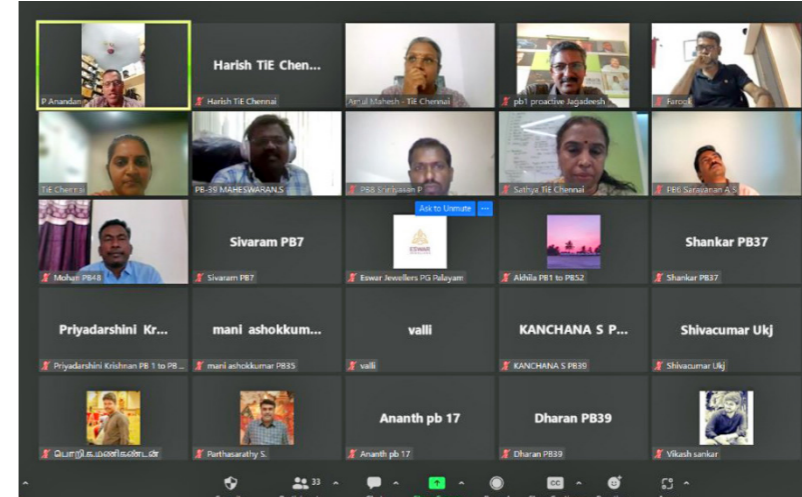 P Anandan
Harish TiE Chen...
Harish TiE Chennai
Amal Mahesh - TiE Chennai
pb1 proactive Jagadeesh
Farook
TiE Chennai
PB-39 MAHESWARAN.S
PB8 Srinivasan P
Sathya TiE Chennai
PB6 Saravanan A S
Ask to Unmute
Mohan PB48
Sivaram PB7
Sivaram PB7
ESWAR
Eswar Jewellers PG Palayam
Akhila PB1 to PB52
Shankar PB37
Shankar PB37
Priyadarshini Kr...
Priyadarshini Krishnan PB 1 to PB ...
mani ashokkum...
mani ashokkumar PB35
valli
valli
KANCHANA S P...
KANCHANA S PB39
Shivacumar Ukj
Shivacumar Ukj
பொறி.க.மணிகண்டன்
Parthasarathy S.
Ananth pb 17
Ananth pb 17
Dharan PB39
Dharan PB39
Vikash sankar
33
CC